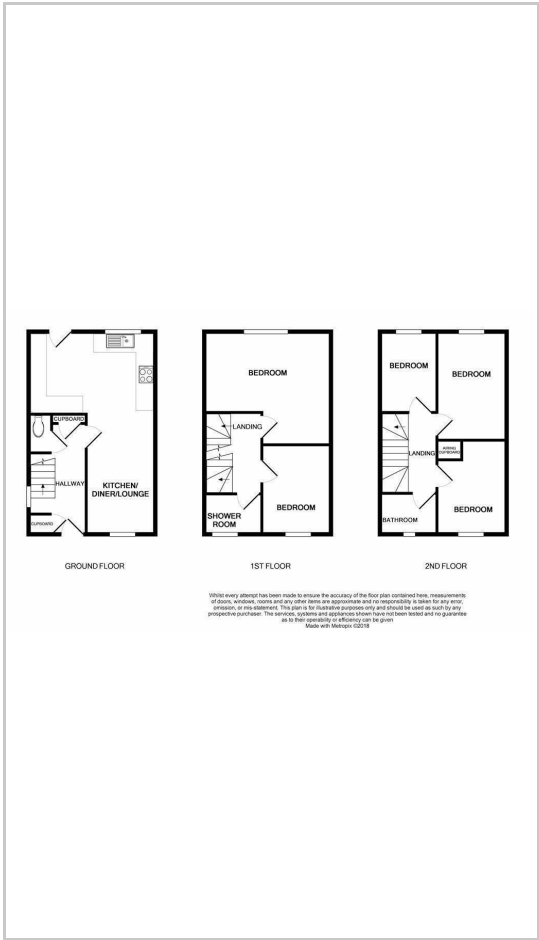 CUPBOARD
HALLWAY
KITCHEN/
DINER/LOUNGE
CUPBOARD
GROUND FLOOR
BEDROOM
LANDING
BEDROOM
SHOWER
ROOM
1ST FLOOR
BEDROOM
BEDROOM
LANDING
AIRING
CUPBOARD
BEDROOM
BATHROOM
2ND FLOOR
Whilst every attempt has been made to ensure the accuracy of the floor plan contained here, measurements
of doors, windows, rooms and any other items are approximate and no responsibility is taken for any error,
omission, or mis-statement. This plan is for illustrative purposes only and should be used as such by any
prospective purchaser. The services, systems and appliances shown have not been tested and no guarantee
as to their operability or efficiency can be given
Made with Metropix ©2018